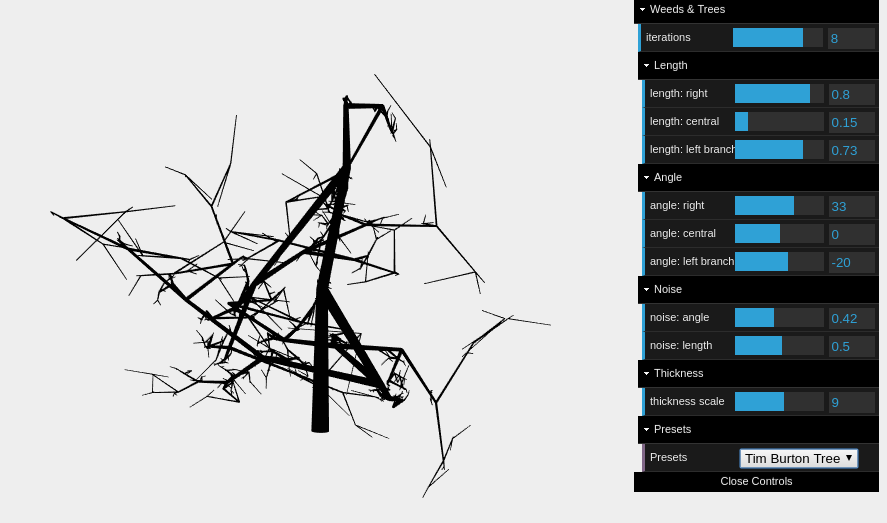 Weeds & Trees
iterations 8
Length
length: right 0.8
length: central 0.15
length: left branch 0.73
Angle
angle: right 33
angle: central 0
angle: left branch -20
Noise
noise: angle 0.42
noise: length 0.5
Thickness
thickness scale 9
Presets
Presets Tim Burton Tree
Close Controls